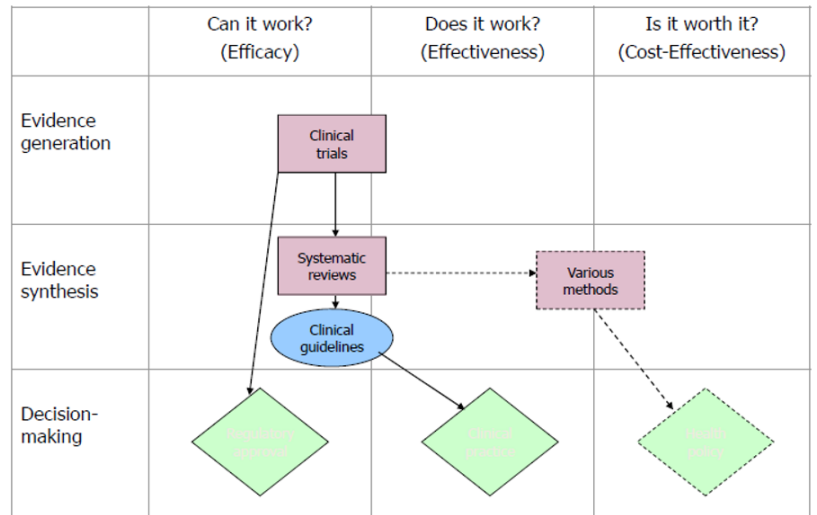 Can it work?
(Efficacy)
Does it work?
(Effectiveness)
Is it worth it?
(Cost-Effectiveness)
Evidence
generation
Clinical
trials
Evidence
synthesis
Systematic
reviews
Various
methods
Clinical
guidelines
Decision-
making